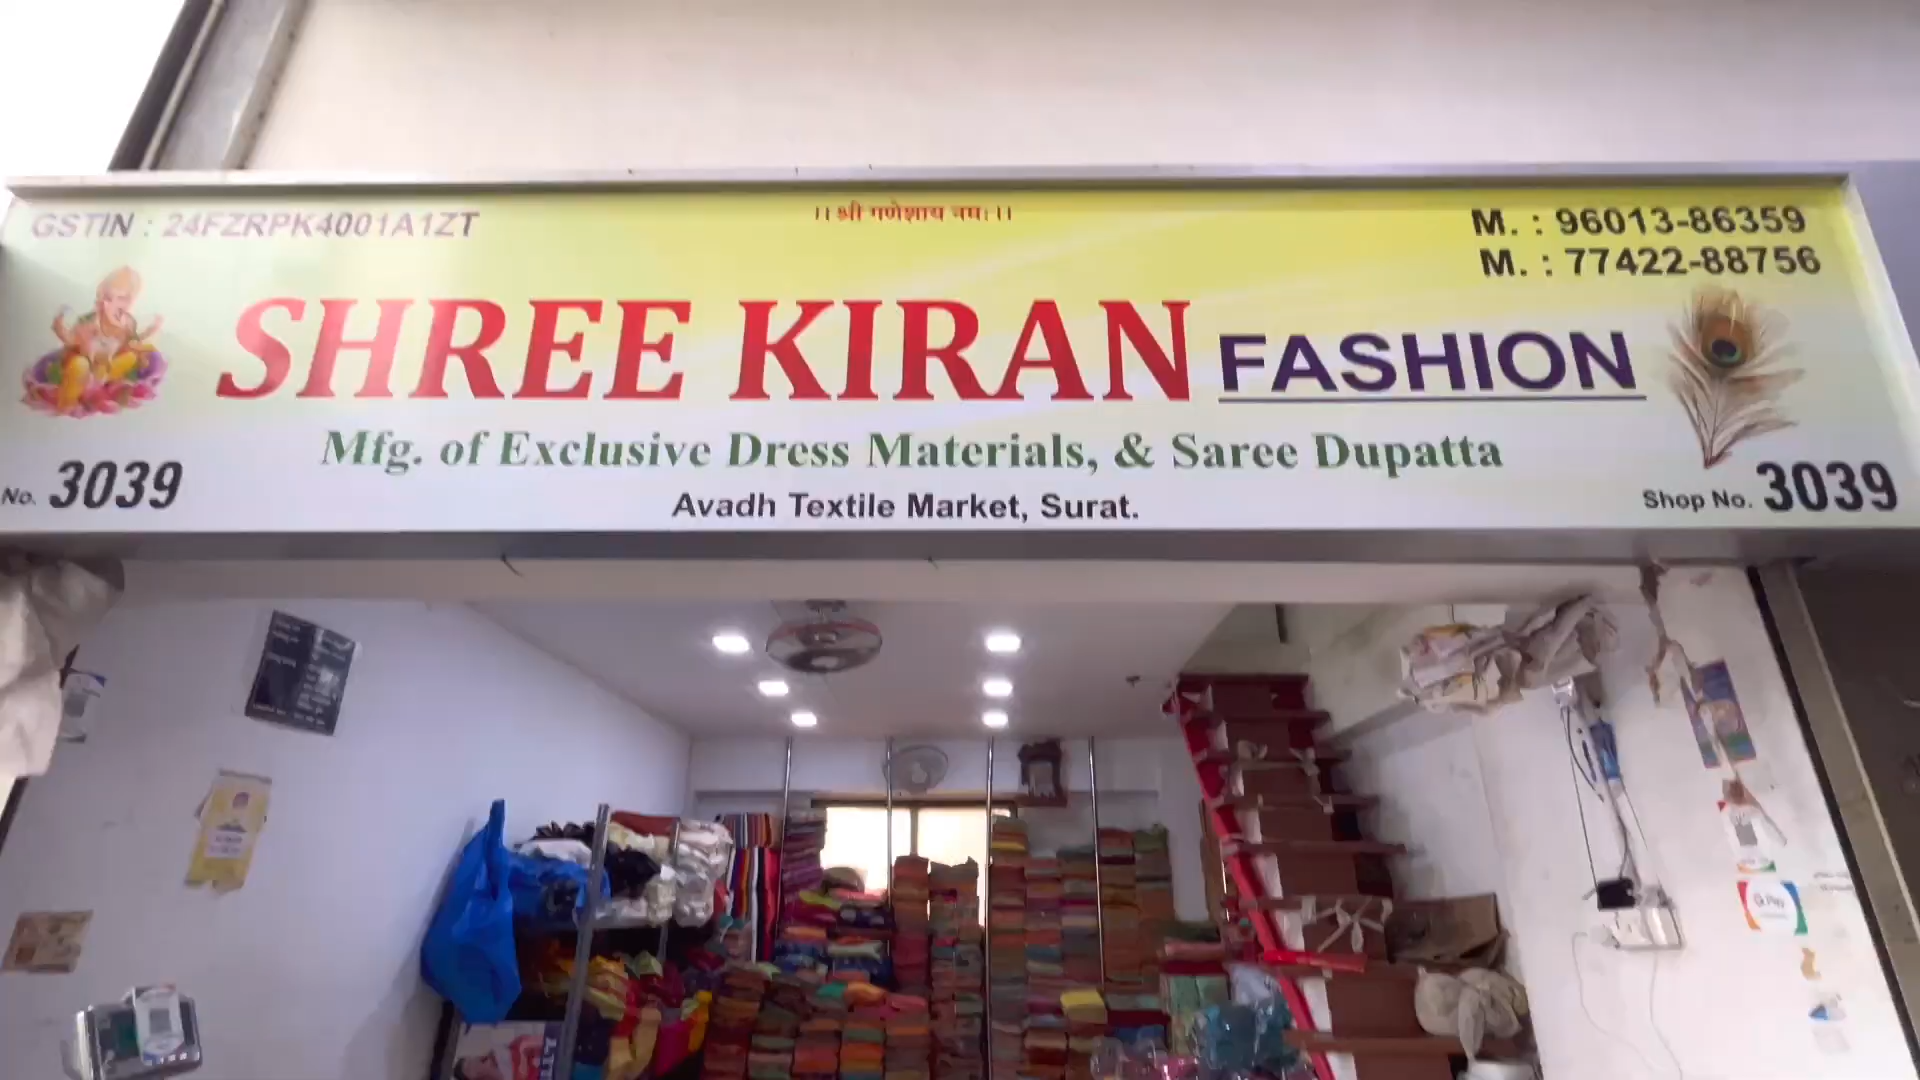 GSTIN : 24FZRPK4001A1ZT
।। श्री गणेशाय नमः ।।
M. : 96013-86359
M. : 77422-88756
SHREE KIRAN FASHION
Mfg. of Exclusive Dress Materials, & Saree Dupatta
No. 3039
Avadh Textile Market, Surat.
Shop No. 3039
G Pay